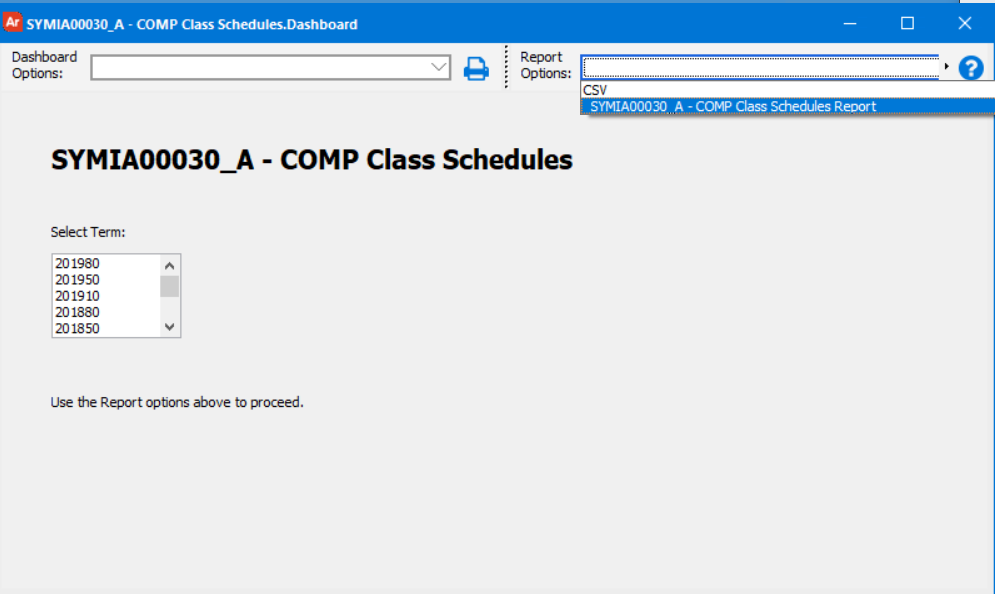 Ar SYMIA00030_A - COMP Class Schedules.Dashboard
Dashboard Options:
Report Options:
CSV
SYMIA00030_A - COMP Class Schedules Report
SYMIA00030_A - COMP Class Schedules
Select Term:
201980
201950
201910
201880
201850
Use the Report options above to proceed.